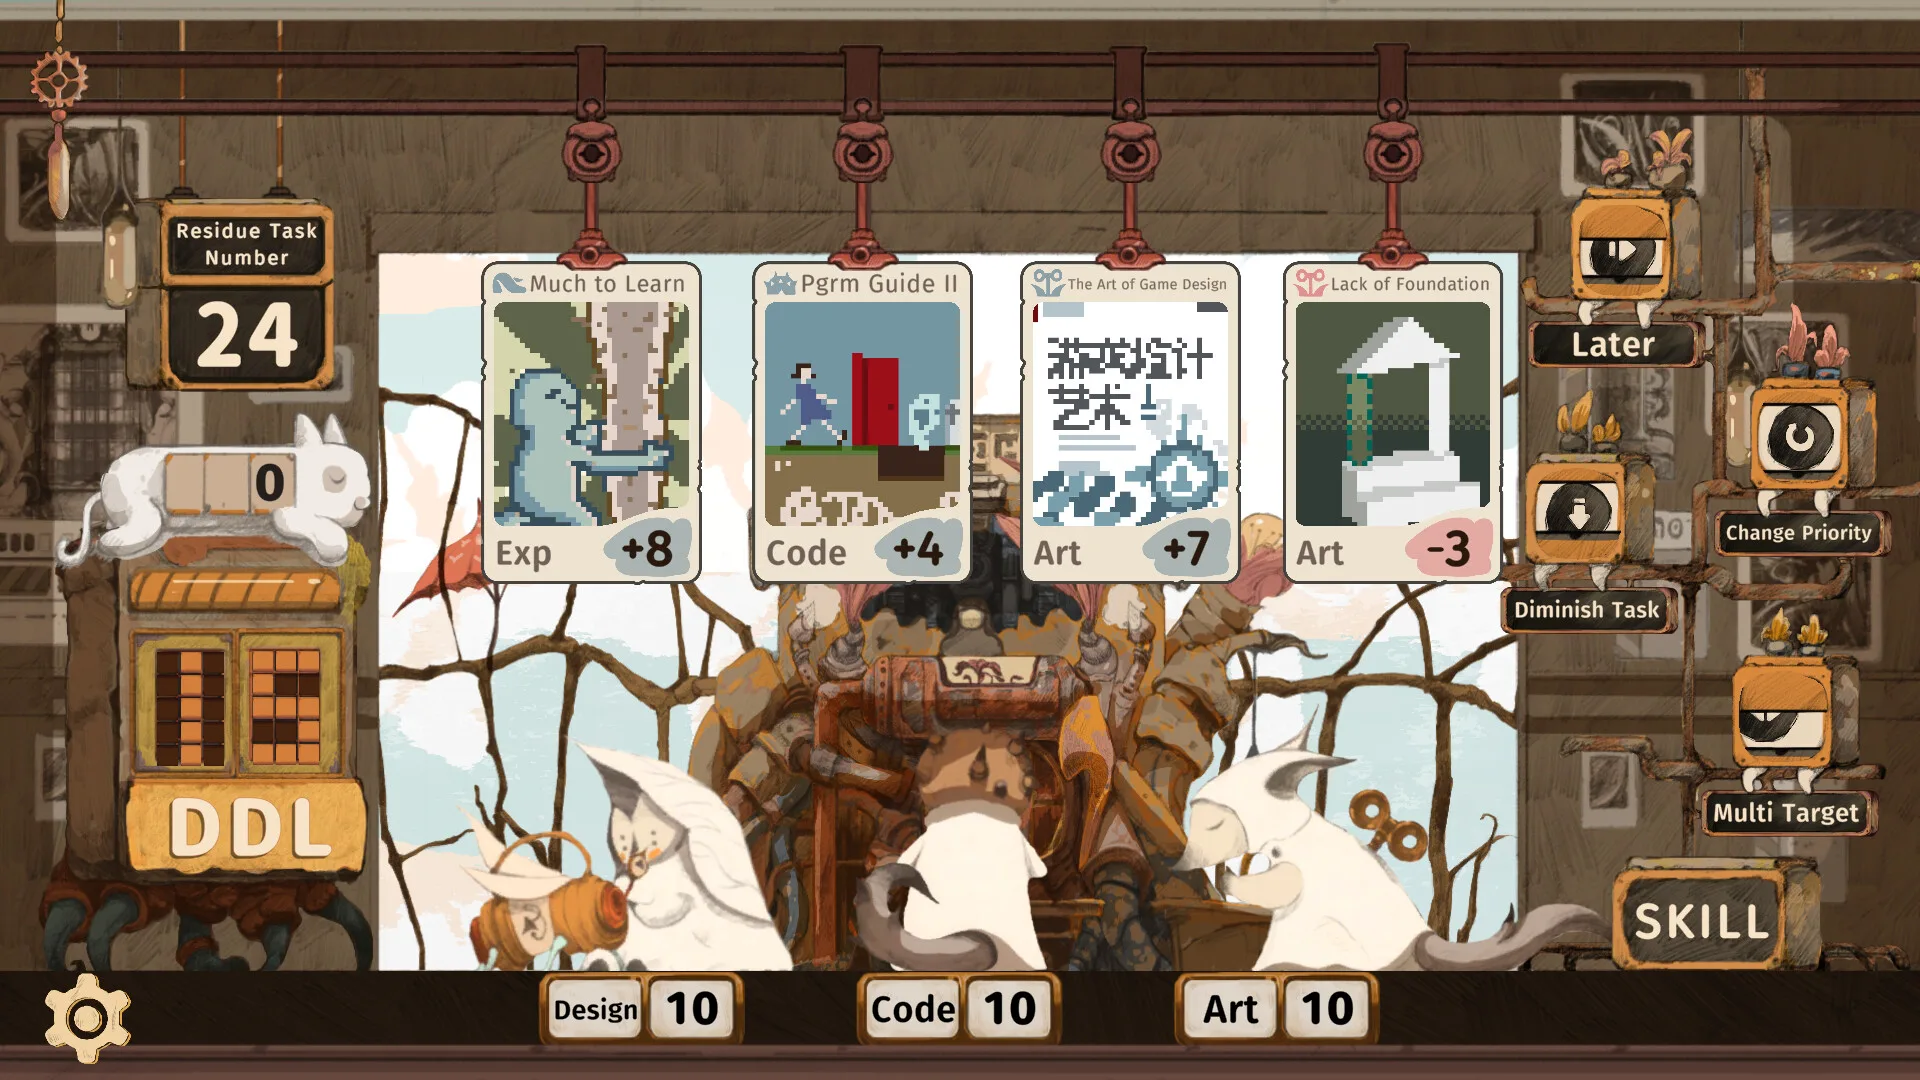 Residue Task
Number
24
0
DDL
Much to Learn
Exp
+8
Pgrm Guide II
Code
+4
The Art of Game Design
游戏设计
艺术
Art
+7
Lack of Foundation
Art
-3
Later
Change Priority
Diminish Task
Multi Target
SKILL
Design 10
Code 10
Art 10